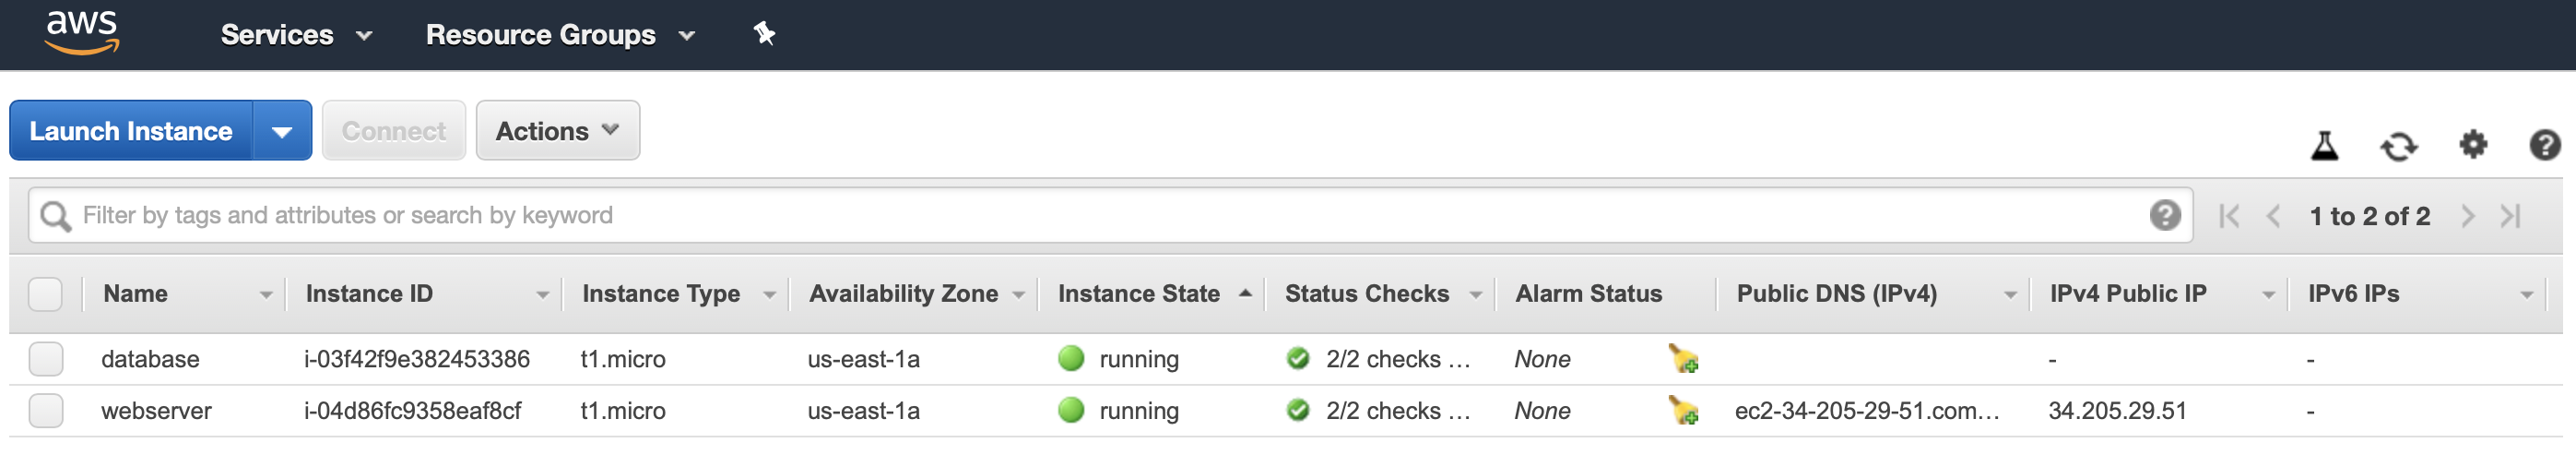 aws Services Resource Groups
Launch Instance Connect Actions
Filter by tags and attributes or search by keyword ? 1 to 2 of 2
Name Instance ID Instance Type Availability Zone Instance State Status Checks Alarm Status Public DNS (IPv4) IPv4 Public IP IPv6 IPs
database i-03f42f9e382453386 t1.micro us-east-1a running 2/2 checks ... None - -
webserver i-04d86fc9358eaf8cf t1.micro us-east-1a running 2/2 checks ... None ec2-34-205-29-51.com... 34.205.29.51 -